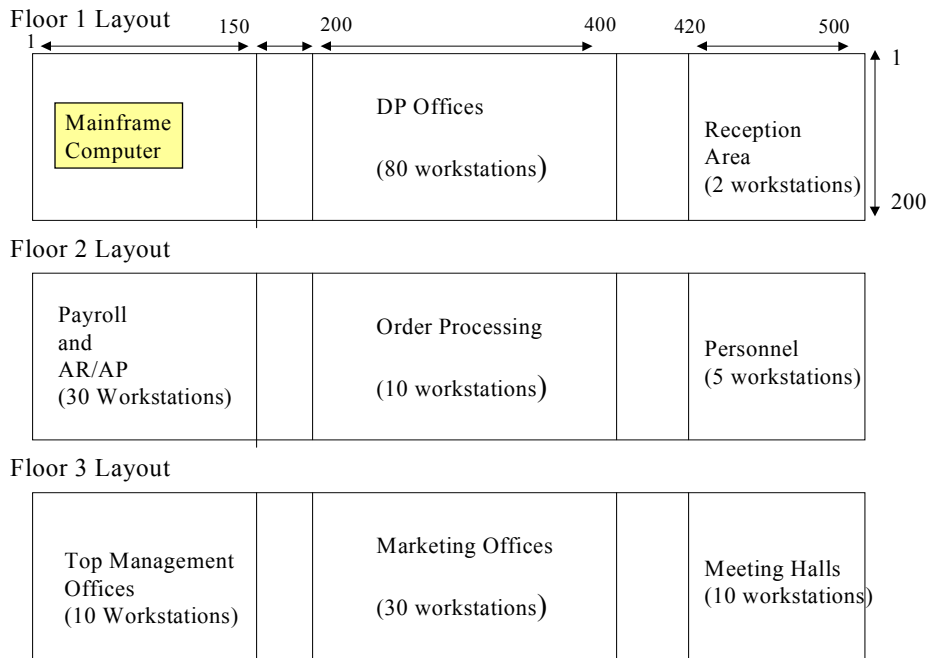 Floor 1 Layout
1 150 200 400 420 500
1
Mainframe
Computer
DP Offices
(80 workstations)
Reception
Area
(2 workstations)
200
Floor 2 Layout
Payroll
and
AR/AP
(30 Workstations)
Order Processing
(10 workstations)
Personnel
(5 workstations)
Floor 3 Layout
Top Management
Offices
(10 Workstations)
Marketing Offices
(30 workstations)
Meeting Halls
(10 workstations)